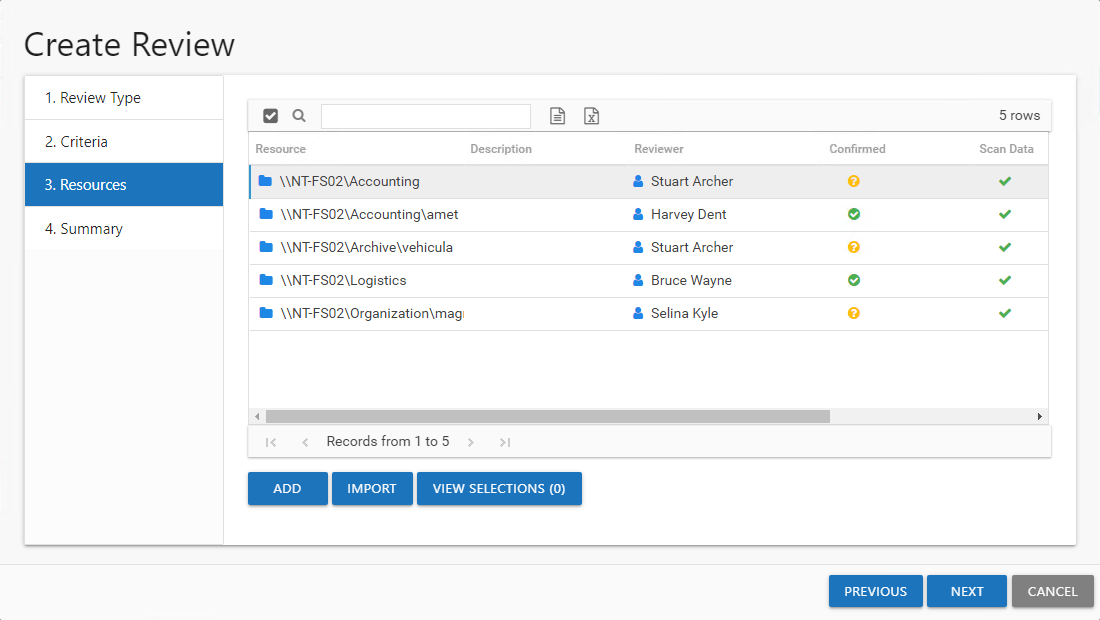 Create Review
1. Review Type
2. Criteria
3. Resources
4. Summary
5 rows
Resource Description Reviewer Confirmed Scan Data
\\NT-FS02\Accounting Stuart Archer
\\NT-FS02\Accounting\amet Harvey Dent
\\NT-FS02\Archive\vehicula Stuart Archer
\\NT-FS02\Logistics Bruce Wayne
\\NT-FS02\Organization\mag Selina Kyle
Records from 1 to 5
ADD IMPORT VIEW SELECTIONS (0)
PREVIOUS NEXT CANCEL